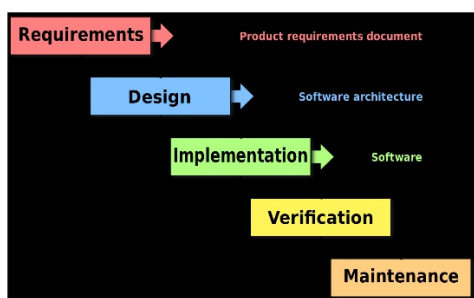 Requirements
Product requirements document
Design
Software architecture
Implementation
Software
Verification
Maintenance